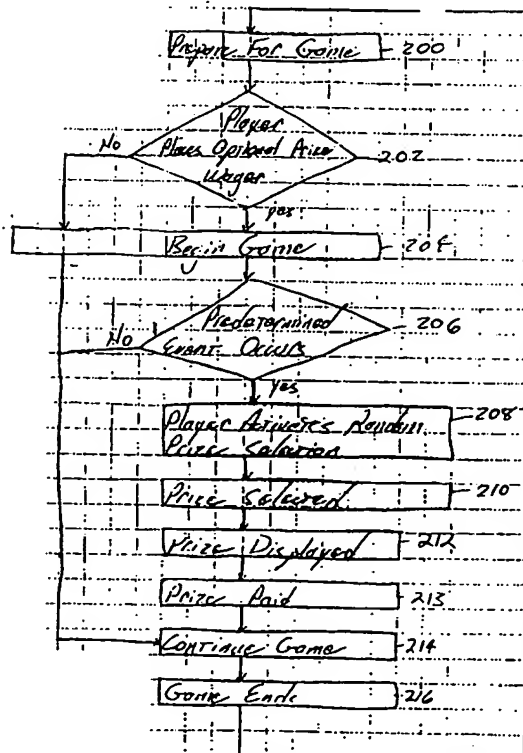 Prepare For Game 200
Player
Places Optional Prize
Wager
202
No
yes
Begin Game 204
Predetermined
Event Occurs
206
No
yes
Player Activates Random
Prize Selection
208
Prize Selected 210
Prize Displayed 212
Prize Paid 213
Continue Game 214
Game Ends 216